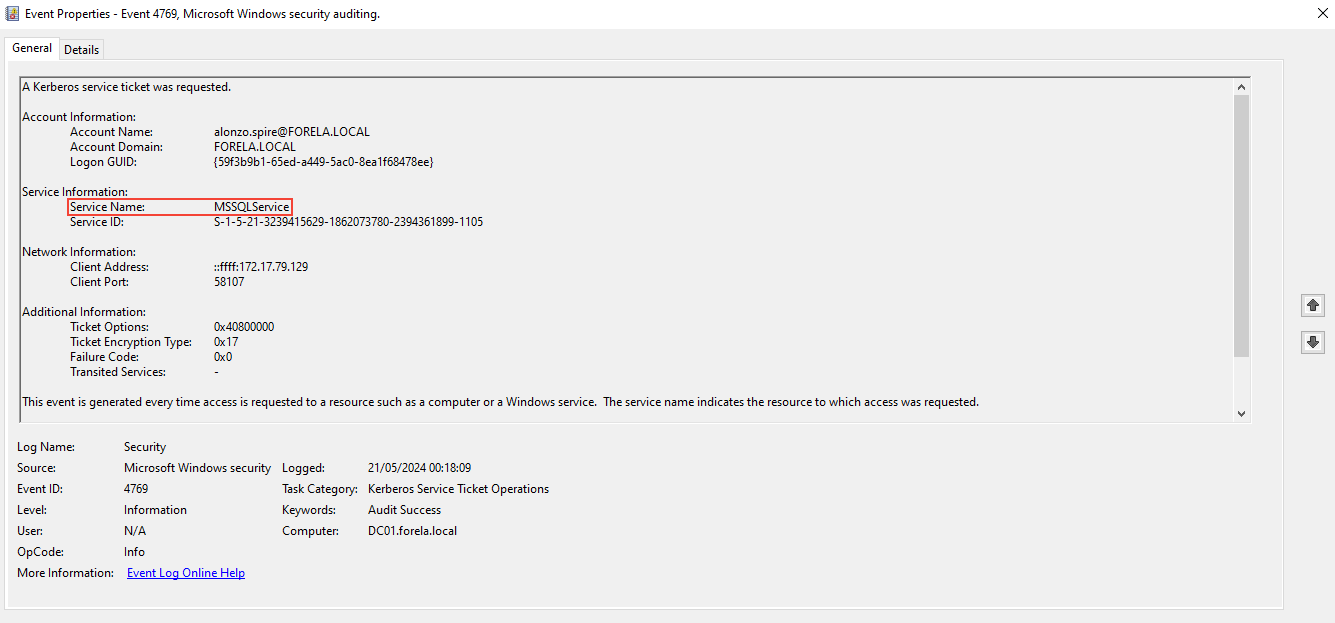 Event Properties - Event 4769, Microsoft Windows security auditing.
General Details
A Kerberos service ticket was requested.
Account Information:
Account Name: alonzo.spire@FORELA.LOCAL
Account Domain: FORELA.LOCAL
Logon GUID: {59f3b9b1-65ed-a449-5ac0-8ea1f68478ee}
Service Information:
Service Name: MSSQLService
Service ID: S-1-5-21-3239415629-1862073780-2394361899-1105
Network Information:
Client Address: ::ffff:172.17.79.129
Client Port: 58107
Additional Information:
Ticket Options: 0x40800000
Ticket Encryption Type: 0x17
Failure Code: 0x0
Transited Services: -
This event is generated every time access is requested to a resource such as a computer or a Windows service.  The service name indicates the resource to which access was requested.
Log Name: Security
Source: Microsoft Windows security Logged: 21/05/2024 00:18:09
Event ID: 4769 Task Category: Kerberos Service Ticket Operations
Level: Information Keywords: Audit Success
User: N/A Computer: DC01.forela.local
OpCode: Info
More Information: Event Log Online Help